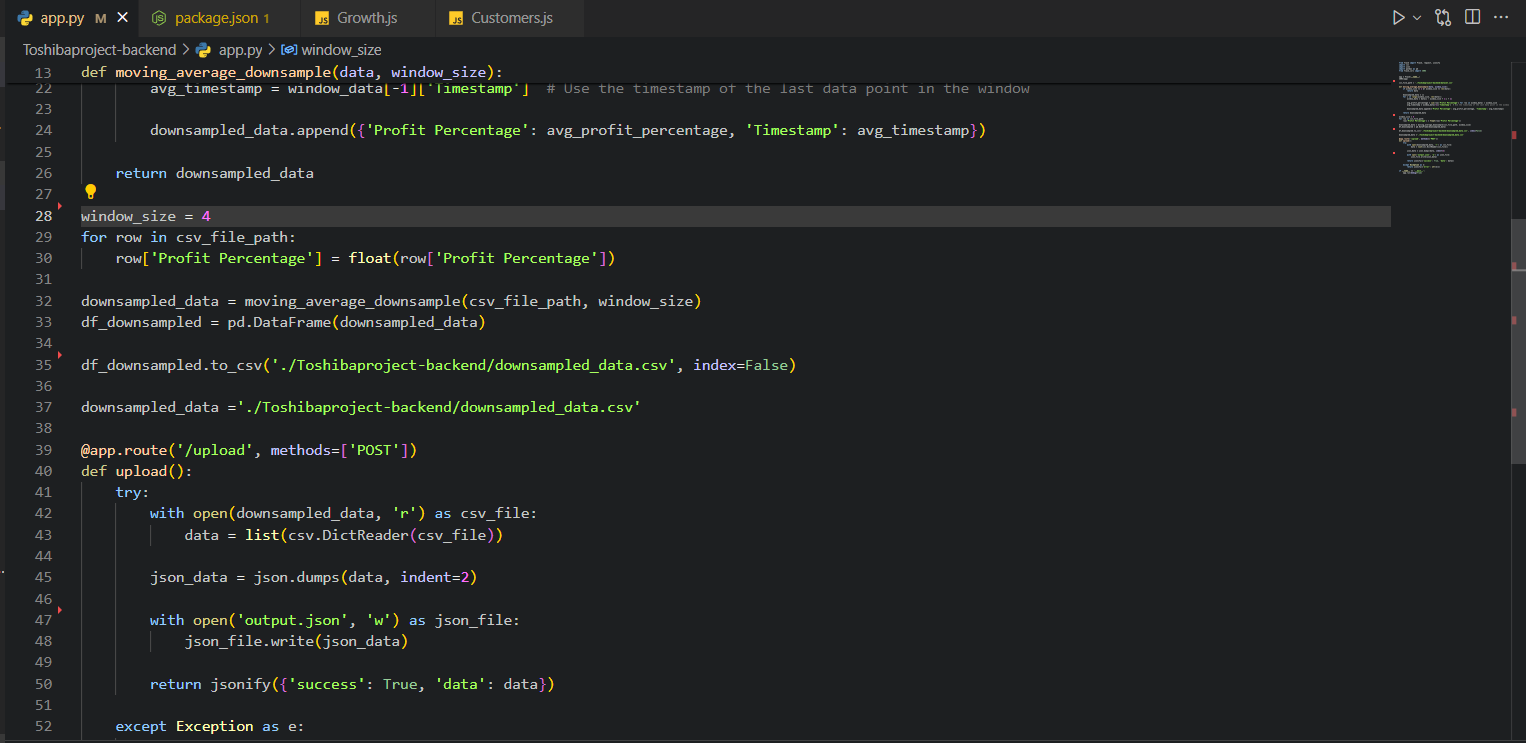 app.py M
package.json 1
Growth.js
Customers.js
Toshibaproject-backend > app.py > window_size
13 def moving_average_downsample(data, window_size):
22 avg_timestamp = window_data[-1]['Timestamp'] # Use the timestamp of the last data point in the window
23
24 downsampled_data.append({'Profit Percentage': avg_profit_percentage, 'Timestamp': avg_timestamp})
25
26 return downsampled_data
27
28 window_size = 4
29 for row in csv_file_path:
30 row['Profit Percentage'] = float(row['Profit Percentage'])
31
32 downsampled_data = moving_average_downsample(csv_file_path, window_size)
33 df_downsampled = pd.DataFrame(downsampled_data)
34
35 df_downsampled.to_csv('./Toshibaproject-backend/downsampled_data.csv', index=False)
36
37 downsampled_data ='./Toshibaproject-backend/downsampled_data.csv'
38
39 @app.route('/upload', methods=['POST'])
40 def upload():
41 try:
42 with open(downsampled_data, 'r') as csv_file:
43 data = list(csv.DictReader(csv_file))
44
45 json_data = json.dumps(data, indent=2)
46
47 with open('output.json', 'w') as json_file:
48 json_file.write(json_data)
49
50 return jsonify({'success': True, 'data': data})
51
52 except Exception as e: